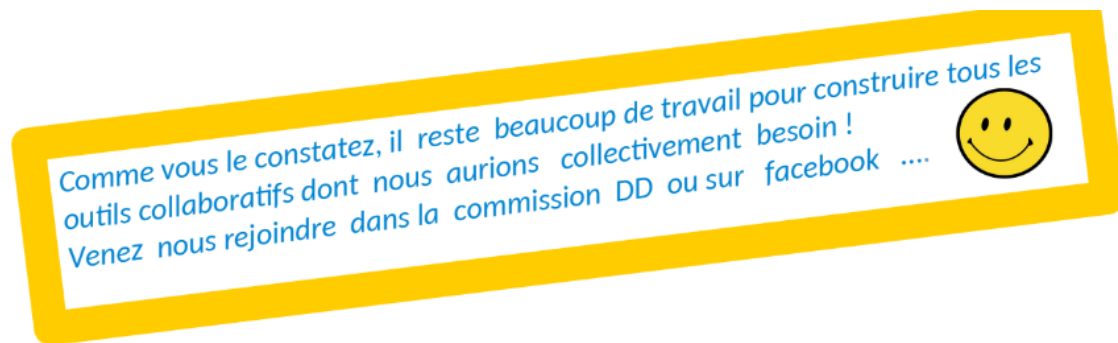 Comme vous le constatez, il reste beaucoup de travail pour construire tous les
outils collaboratifs dont nous aurions collectivement besoin !
Venez nous rejoindre dans la commission DD ou sur facebook ....